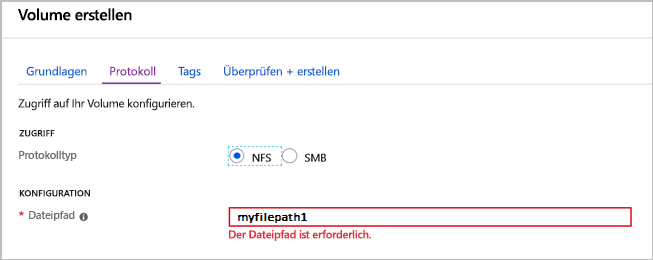 Volume erstellen
Grundlagen Protokoll Tags Überprüfen + erstellen
Zugriff auf Ihr Volume konfigurieren.
ZUGRIFF
Protokolltyp NFS SMB
KONFIGURATION
* Dateipfad myfilepath1
Der Dateipfad ist erforderlich.